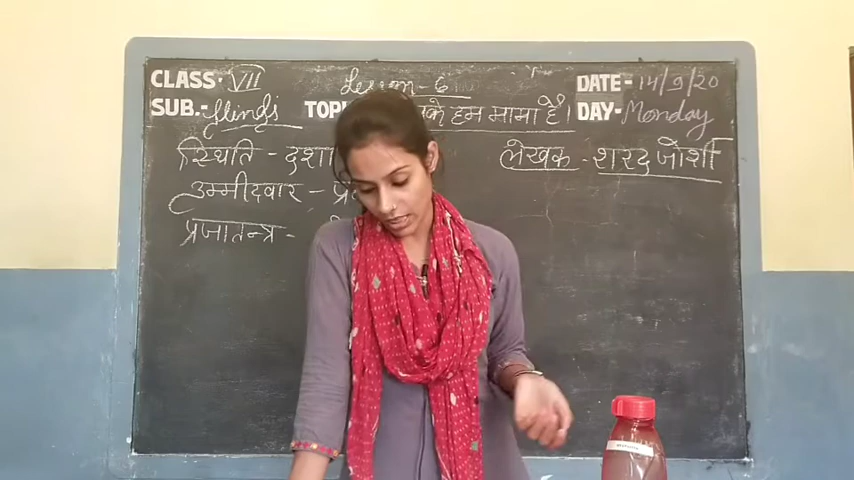 CLASS - VII Lesson - 6 DATE - 14/9/20
SUB. - Hindi TOPIC के हम मामा हैं। DAY - Monday
स्थिति - दशा लेखक - शरद जोशी
उम्मीदवार -
प्रजातन्त्र -